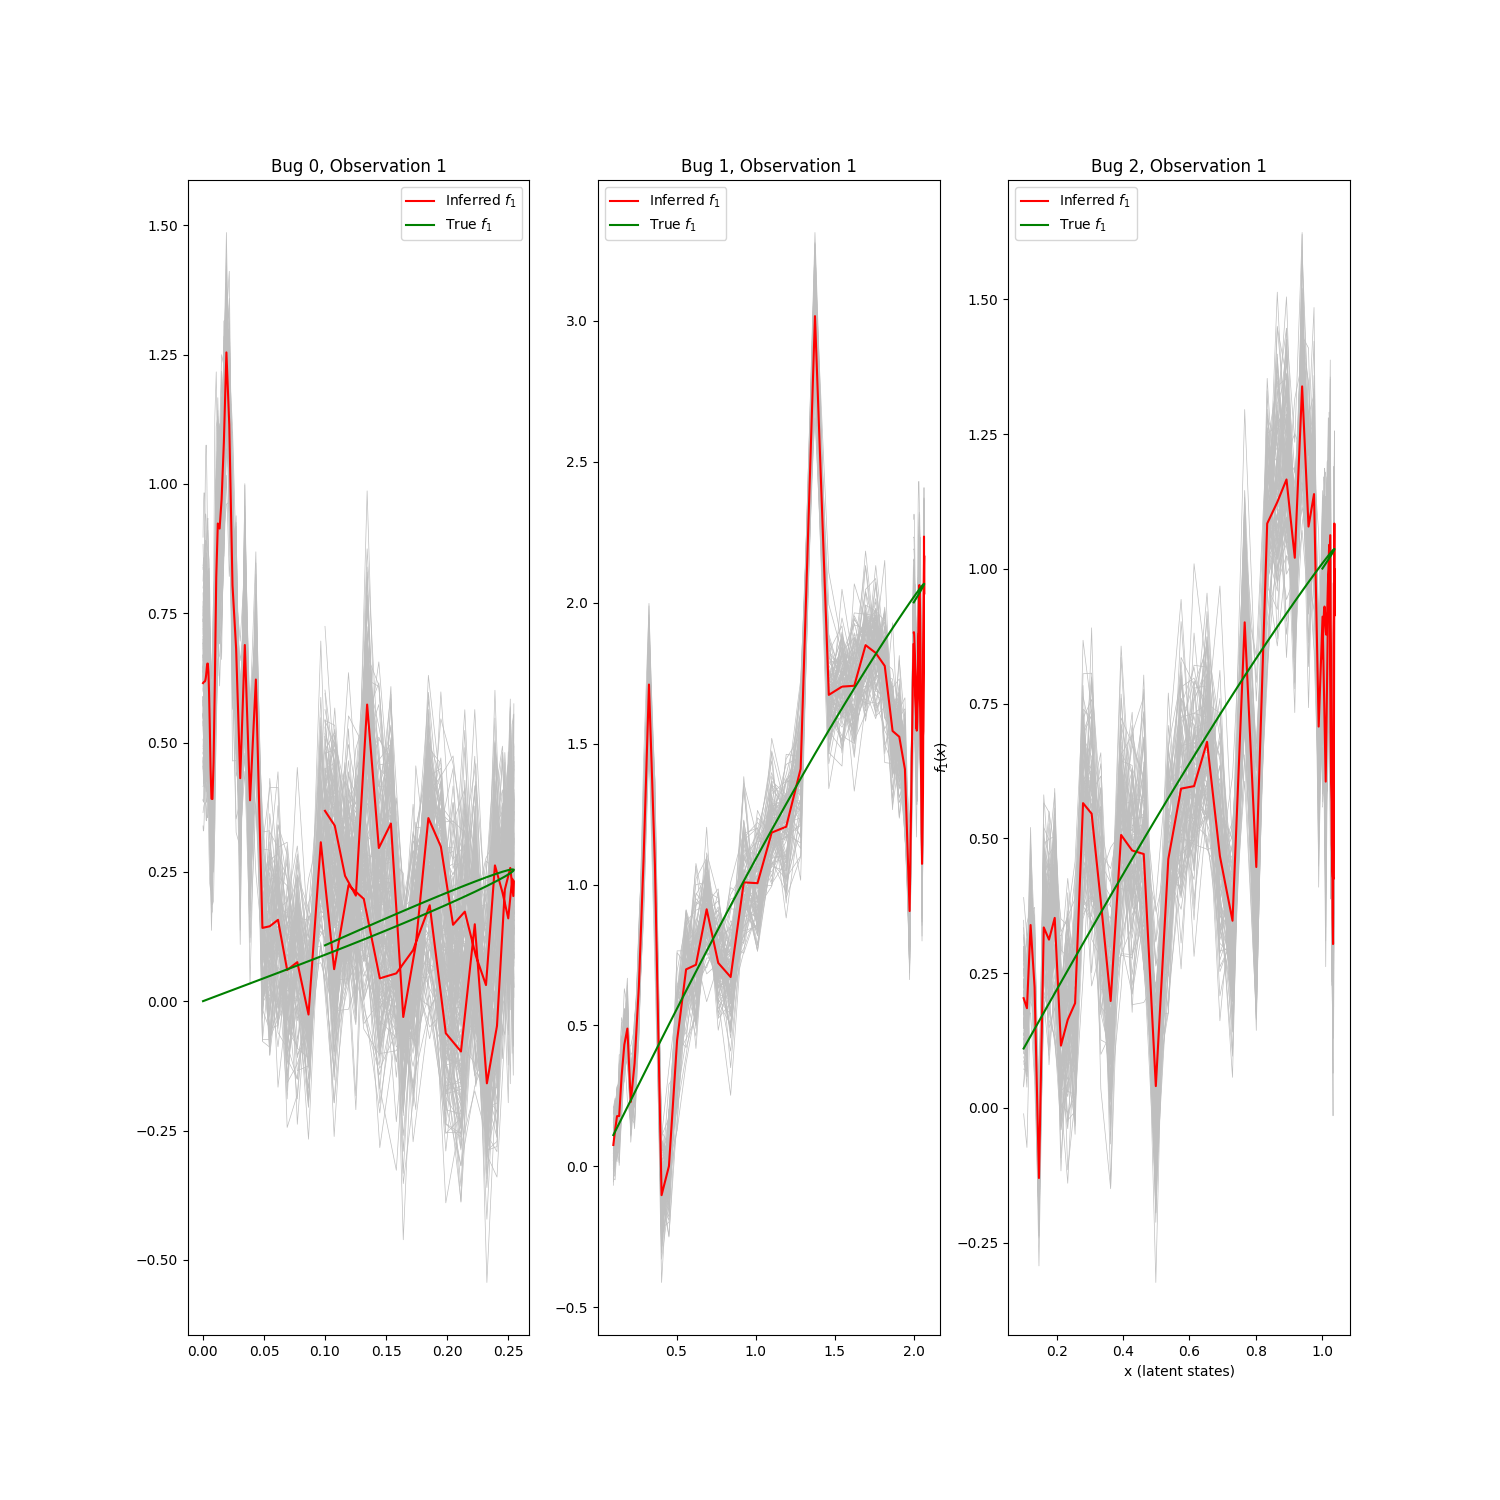 Bug 0, Observation 1
Inferred f₁
True f₁
1.50
1.25
1.00
0.75
0.50
0.25
0.00
−0.25
−0.50
0.00 0.05 0.10 0.15 0.20 0.25
Bug 1, Observation 1
Inferred f₁
True f₁
3.0
2.5
2.0
1.5
1.0
0.5
0.0
−0.5
0.5 1.0 1.5 2.0
Bug 2, Observation 1
Inferred f₁
True f₁
f₁(x)
1.50
1.25
1.00
0.75
0.50
0.25
0.00
−0.25
0.2 0.4 0.6 0.8 1.0
x (latent states)